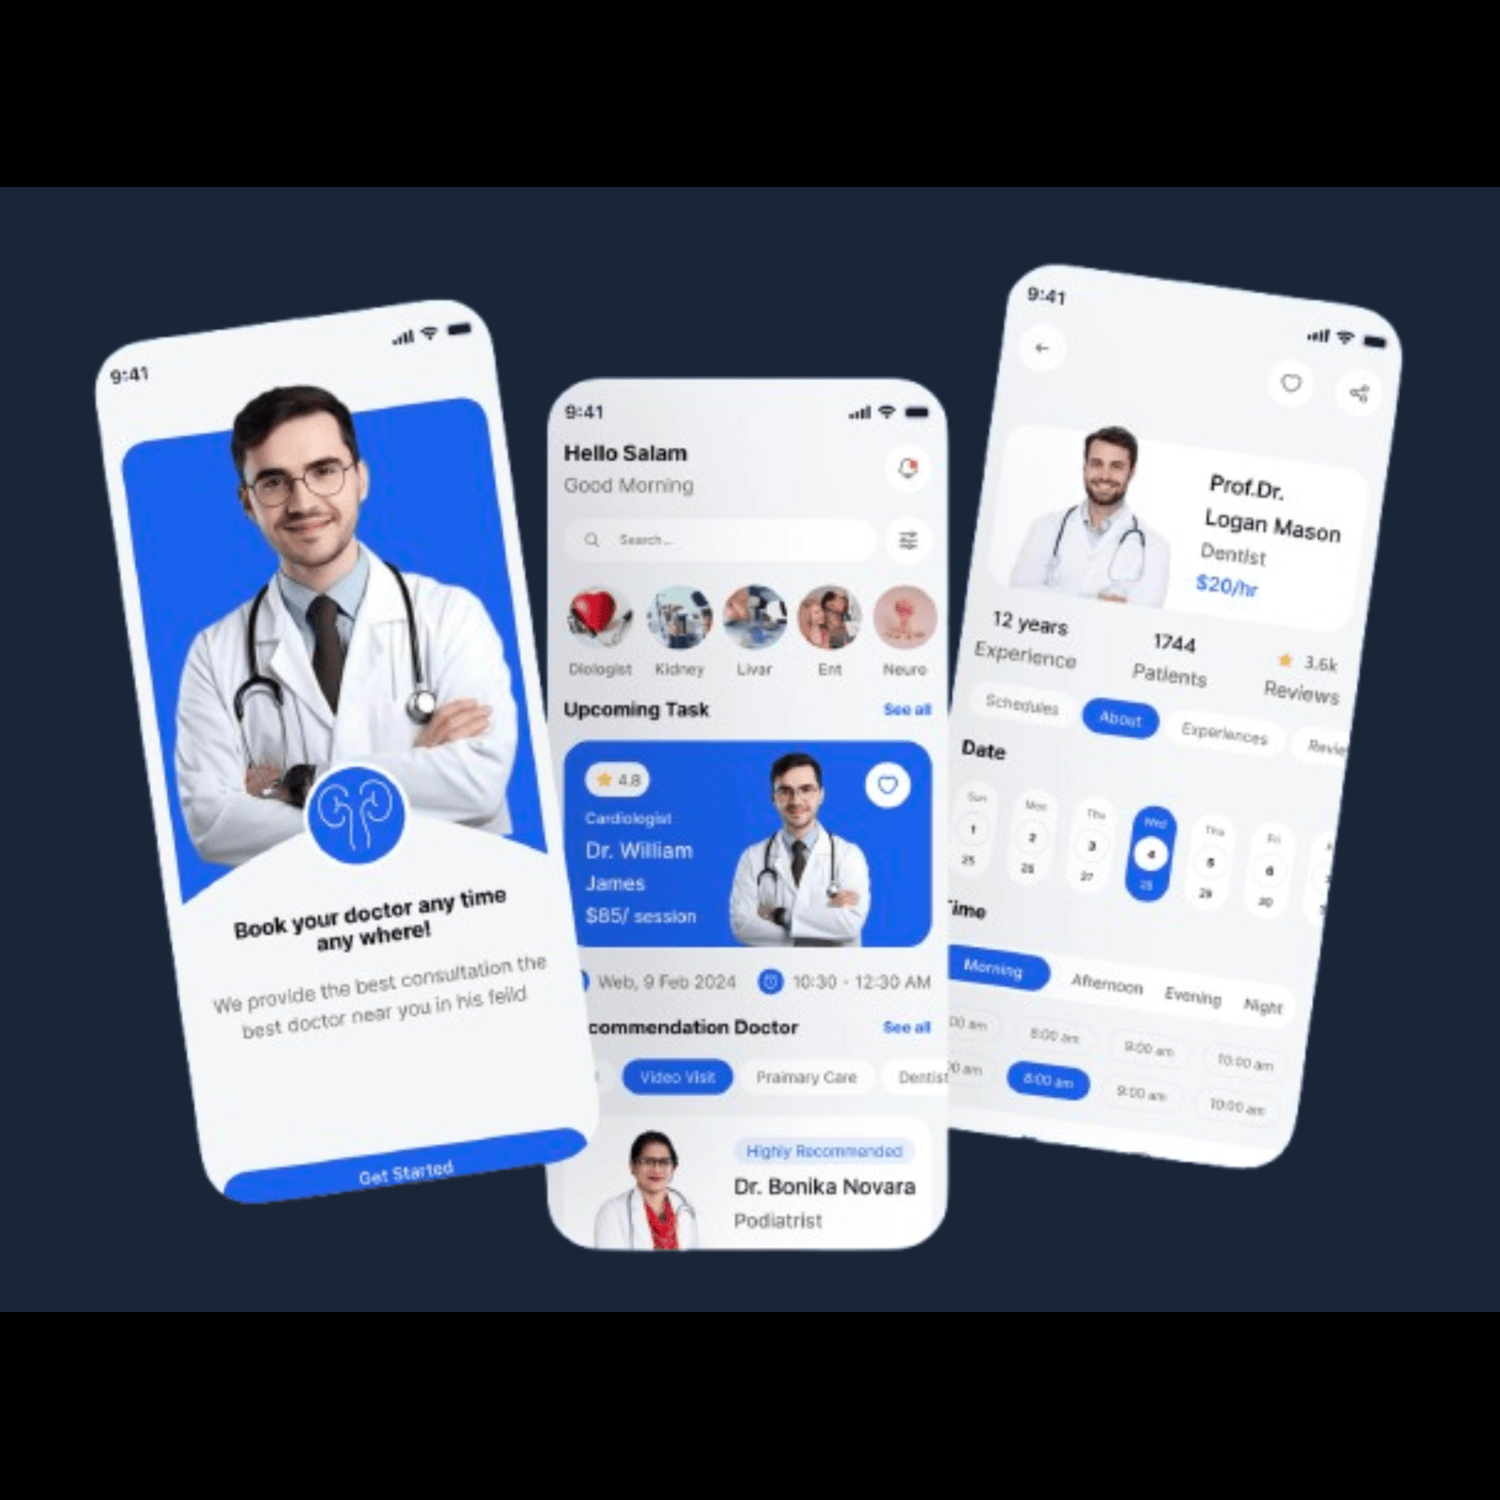 9:41
Book your doctor any time
any where!
We provide the best consultation the
best doctor near you in his feild
Get Started
9:41
Hello Salam
Good Morning
Search...
Diologist Kidney Livar Ent Neuro
Upcoming Task See all
4.8
Cardiologist
Dr. William
James
$85/ session
Web, 9 Feb 2024 10:30 - 12:30 AM
commendation Doctor See all
Video Visit Praimary Care Dentist
Highly Recommended
Dr. Bonika Novara
Podiatrist
9:41
Prof.Dr.
Logan Mason
Dentist
$20/hr
12 years 1744 3.6k
Experience Patients Reviews
Schedules About Experiences Revie
Date
Sun Mon Thu Wed Thu Fri
1 2 3 4 5 6
25 26 27 28 29 30
ime
Morning Afternoon Evening Night
00 am 8:00 am 9:00 am 10:00 am
00 am 8:00 am 9:00 am 10:00 am